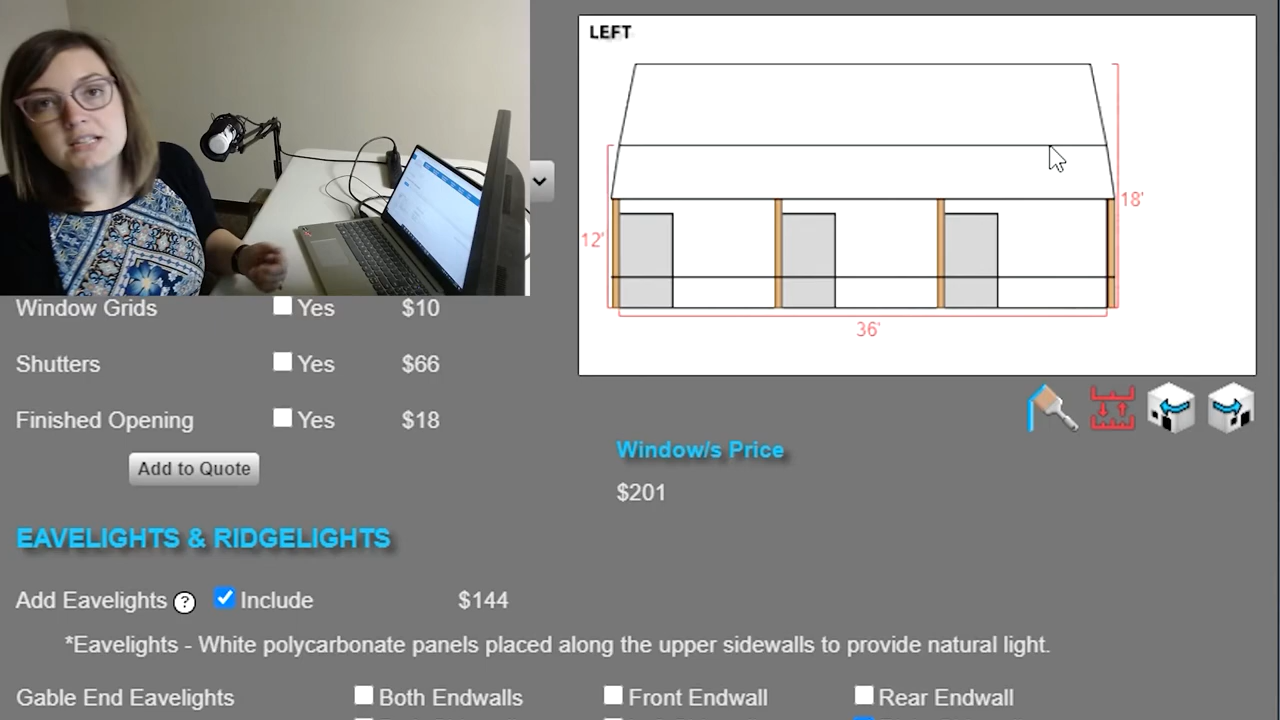 LEFT
12'
18'
36'
Window Grids Yes $10
Shutters Yes $66
Finished Opening Yes $18
Add to Quote
Window/s Price
$201
EAVELIGHTS & RIDGELIGHTS
Add Eavelights ? Include $144
*Eavelights - White polycarbonate panels placed along the upper sidewalls to provide natural light.
Gable End Eavelights Both Endwalls Front Endwall Rear Endwall